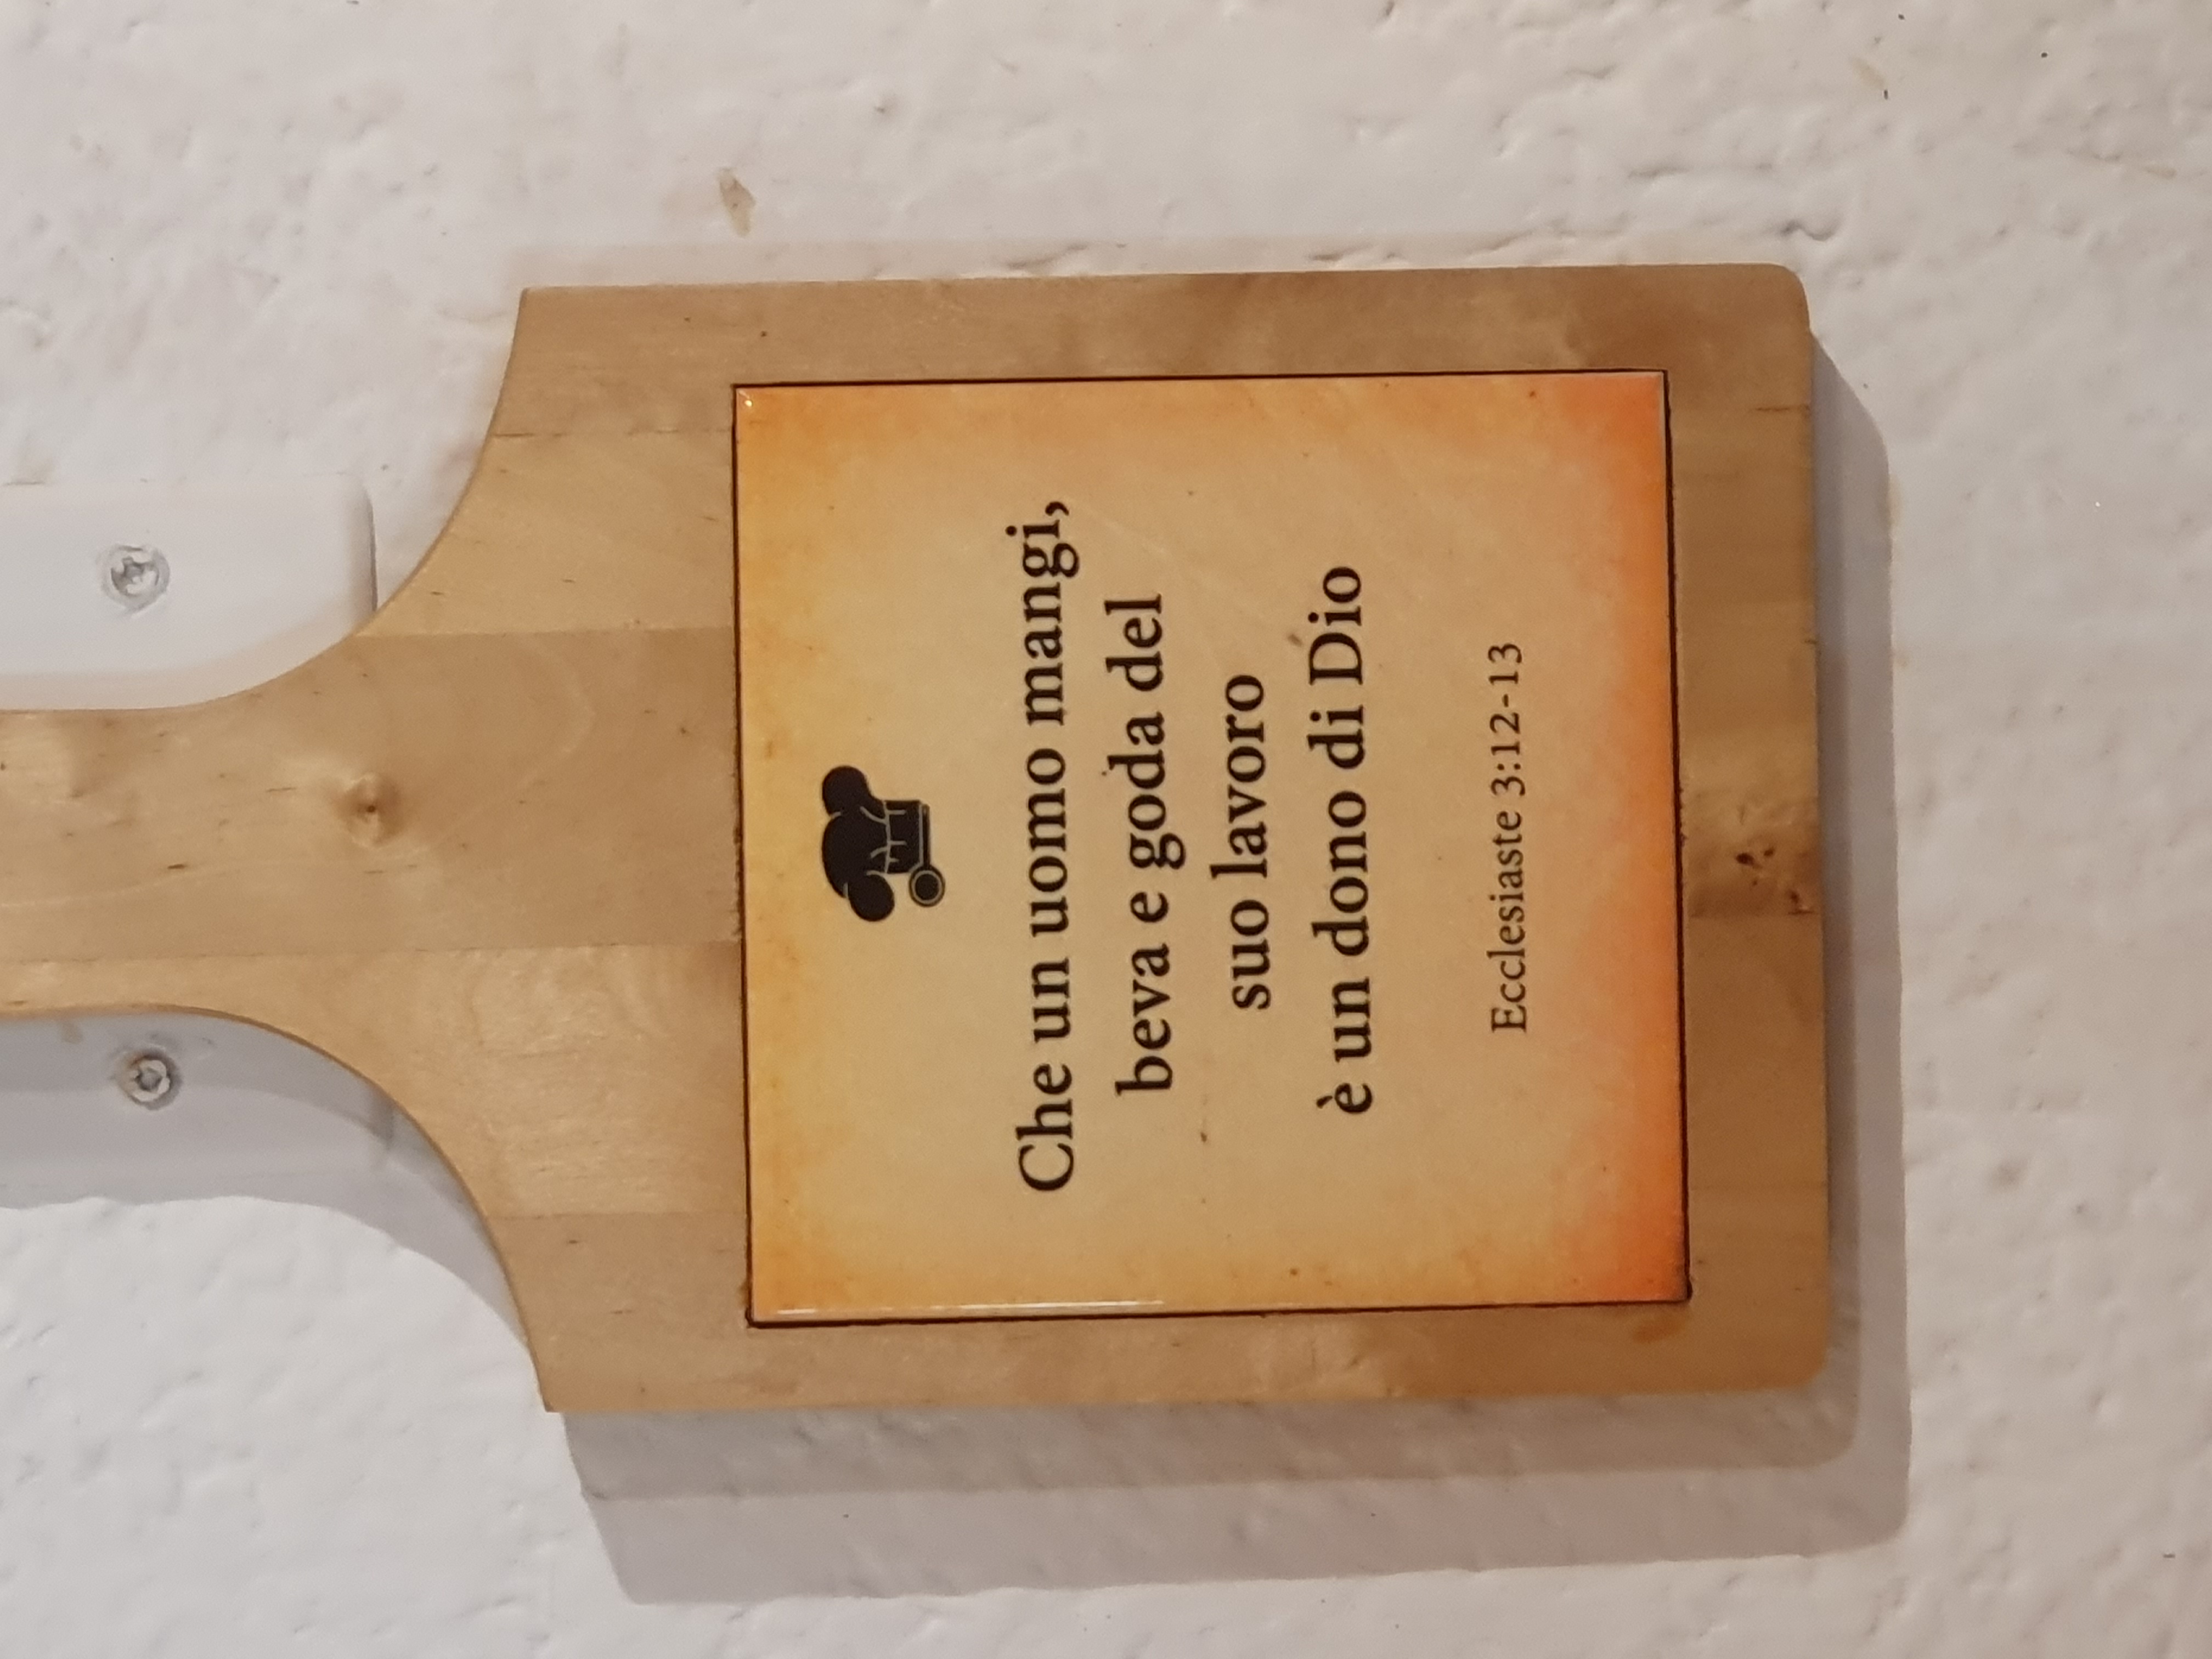 Che un uomo mangi,
beva e goda del
suo lavoro
è un dono di Dio
Ecclesiaste 3:12-13